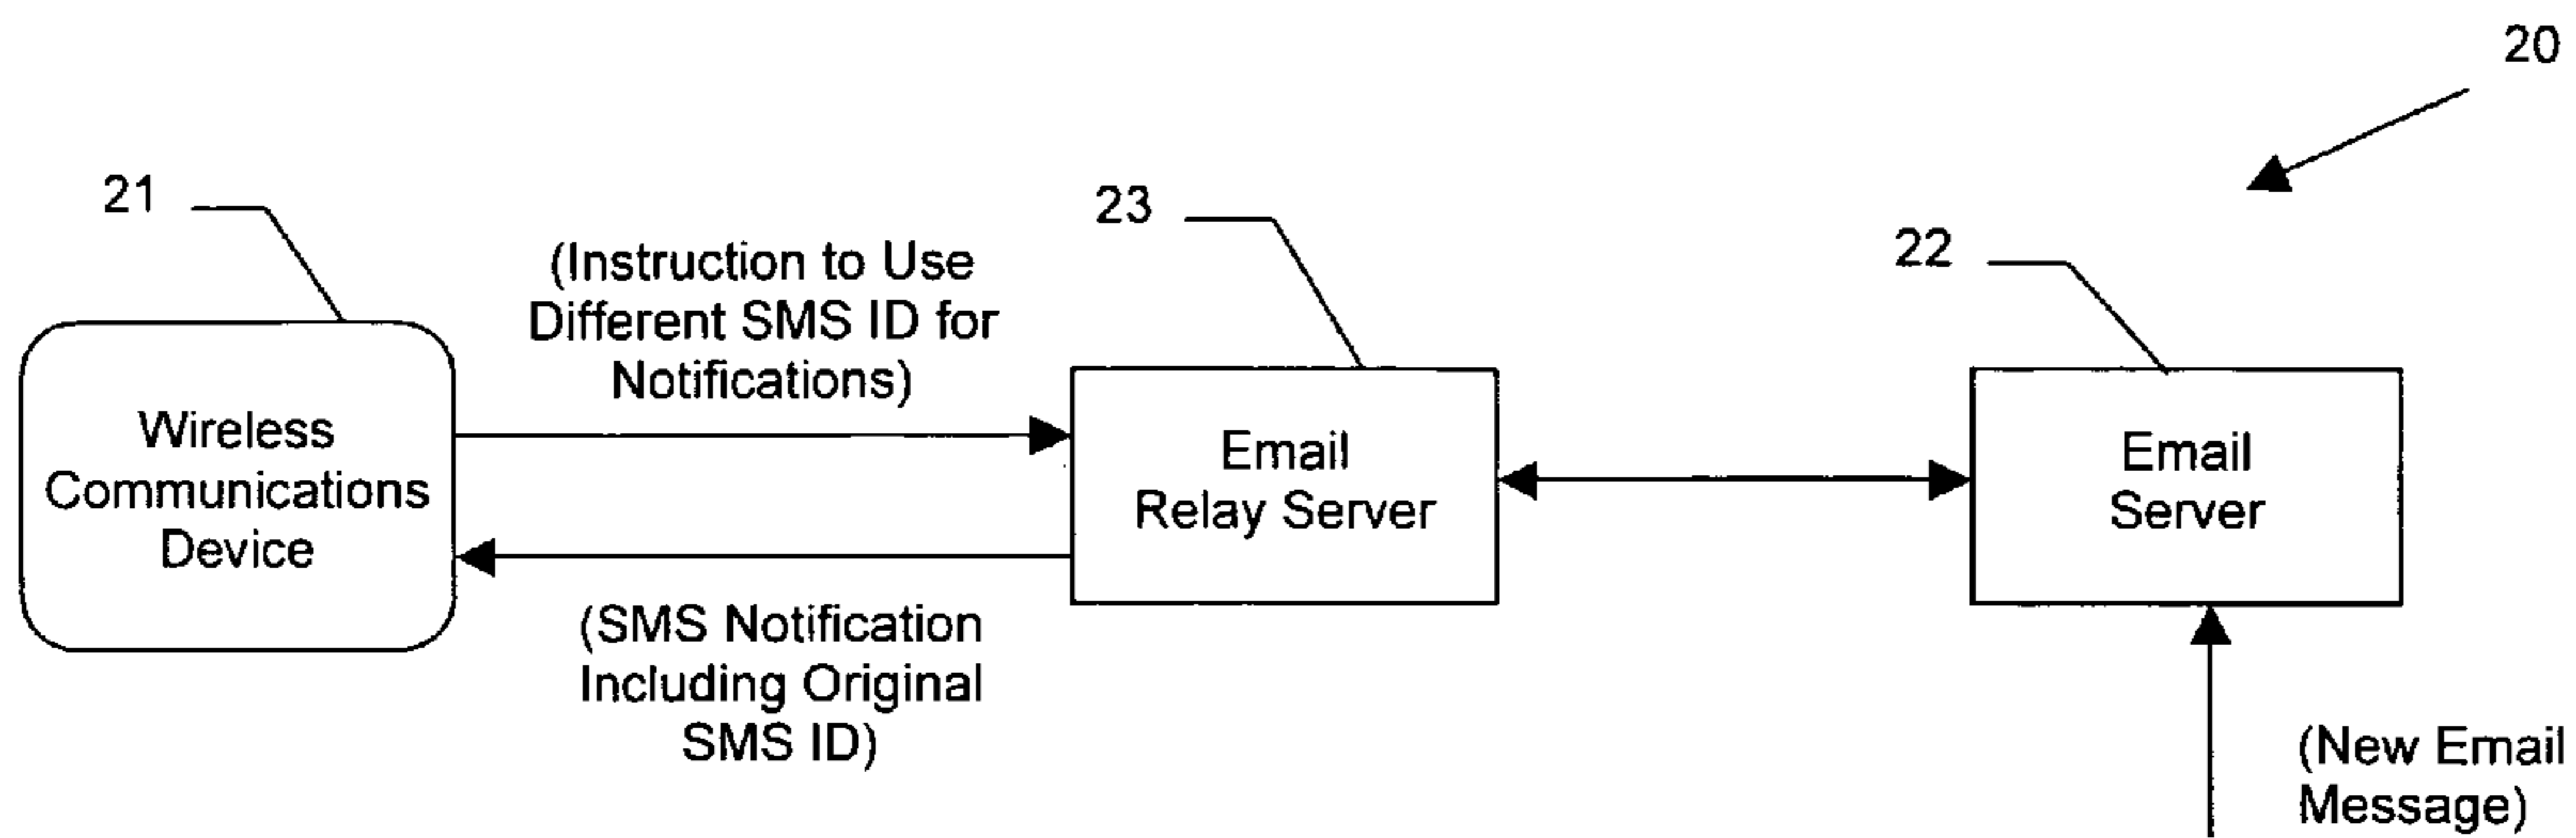 20
21
23
22
(Instruction to Use
Different SMS ID for
Notifications)
Wireless
Communications
Device
Email
Relay Server
Email
Server
(SMS Notification
Including Original
SMS ID)
(New Email
Message)